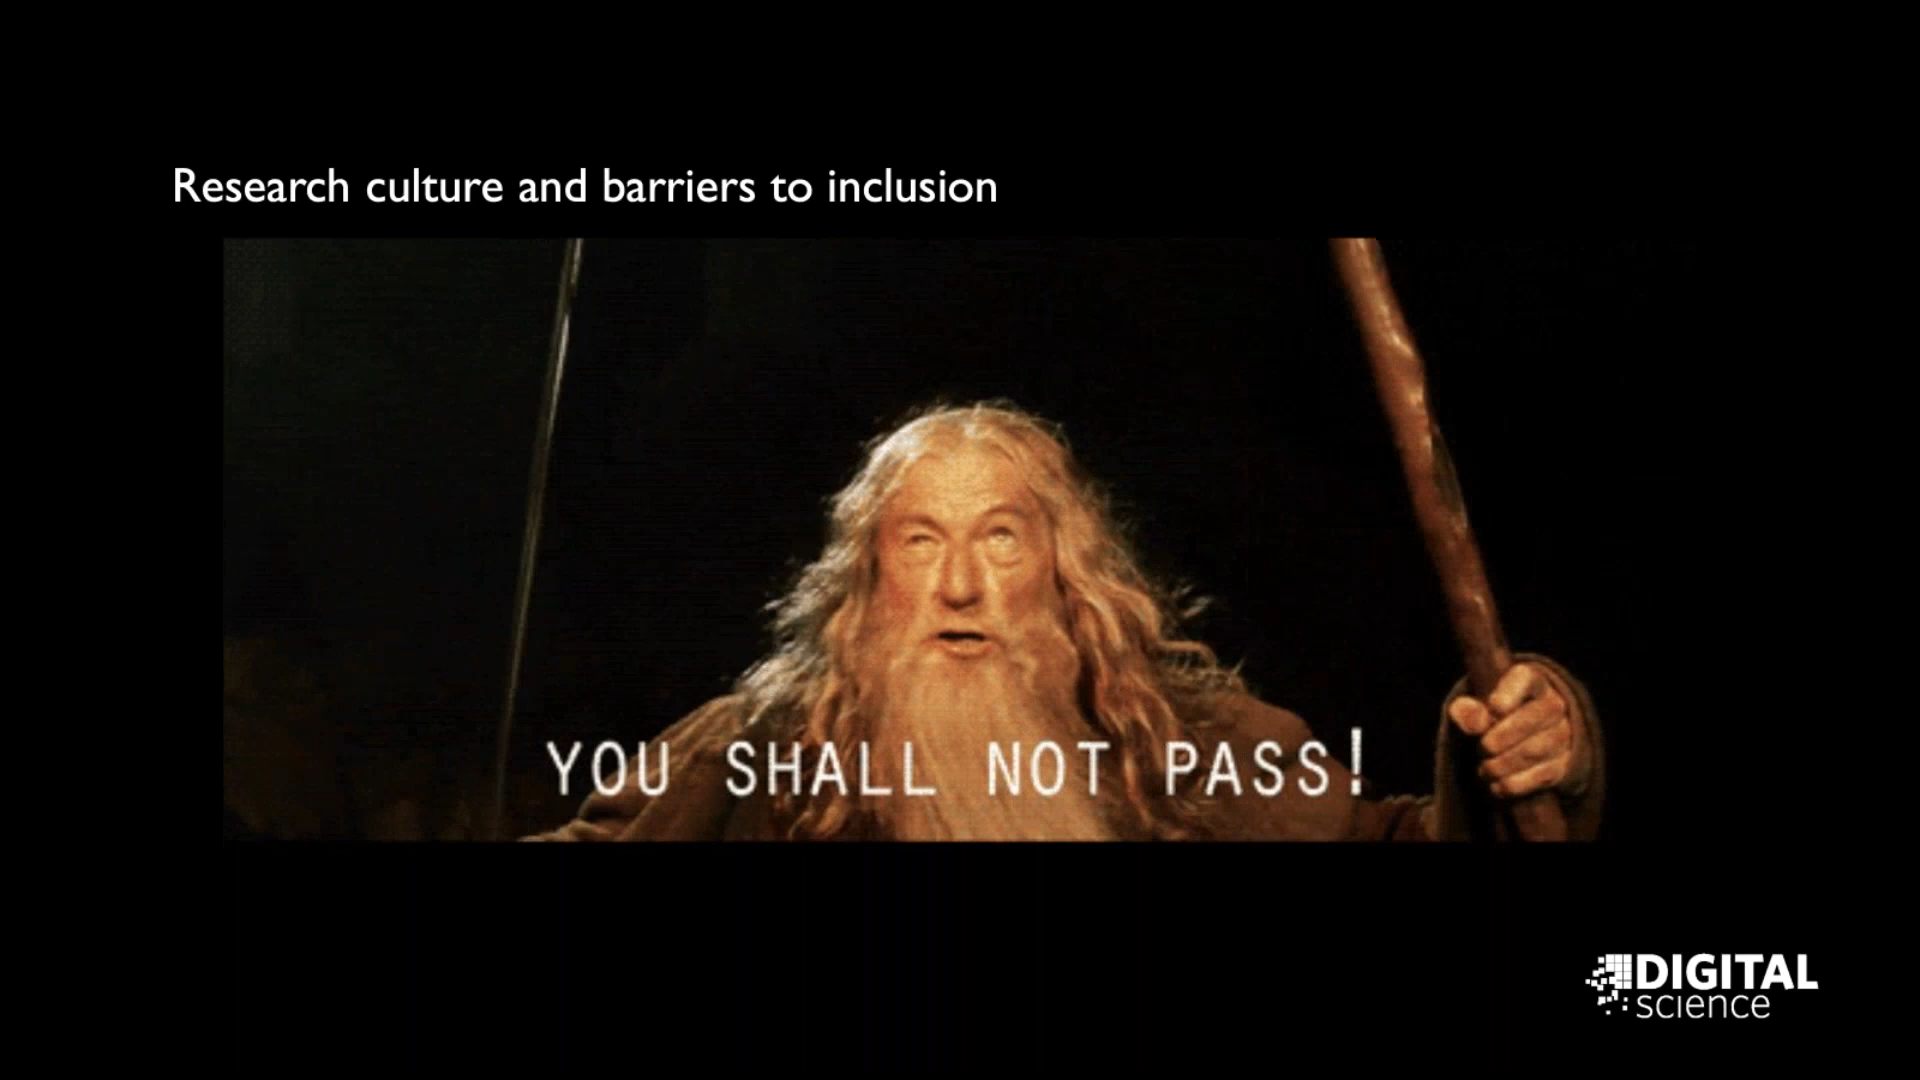 Research culture and barriers to inclusion
YOU SHALL NOT PASS!
DIGITAL
science